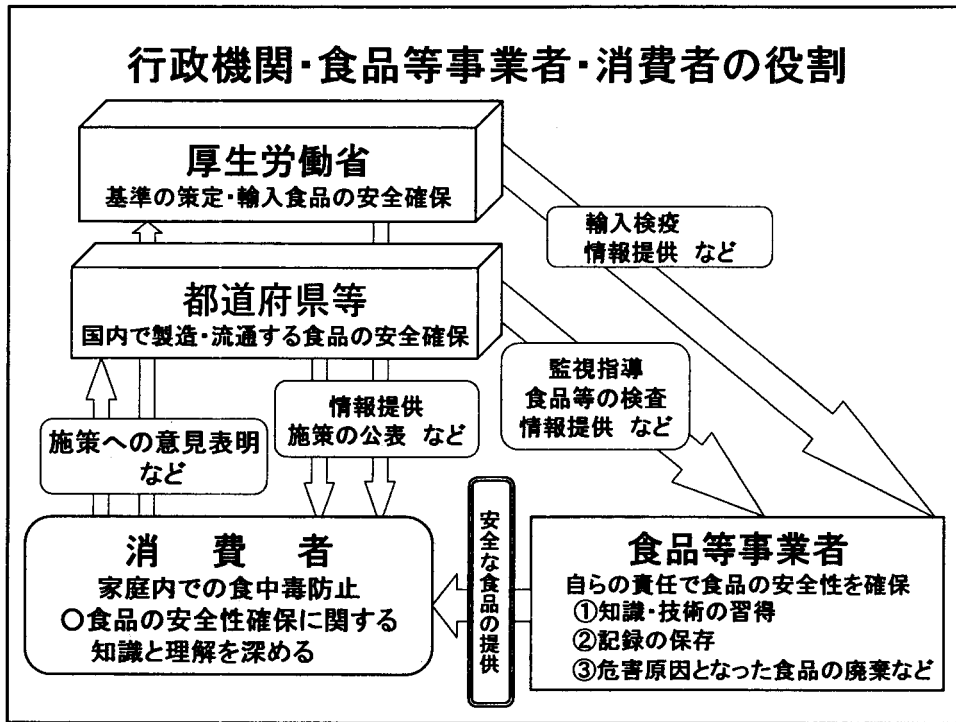 行政機関・食品等事業者・消費者の役割
厚生労働省
基準の策定・輸入食品の安全確保
輸入検疫
情報提供 など
都道府県等
国内で製造・流通する食品の安全確保
監視指導
食品等の検査
情報提供 など
情報提供
施策の公表 など
施策への意見表明
など
消費者
家庭内での食中毒防止
○食品の安全性確保に関する
知識と理解を深める
安全な食品の提供
食品等事業者
自らの責任で食品の安全性を確保
①知識・技術の習得
②記録の保存
③危害原因となった食品の廃棄など